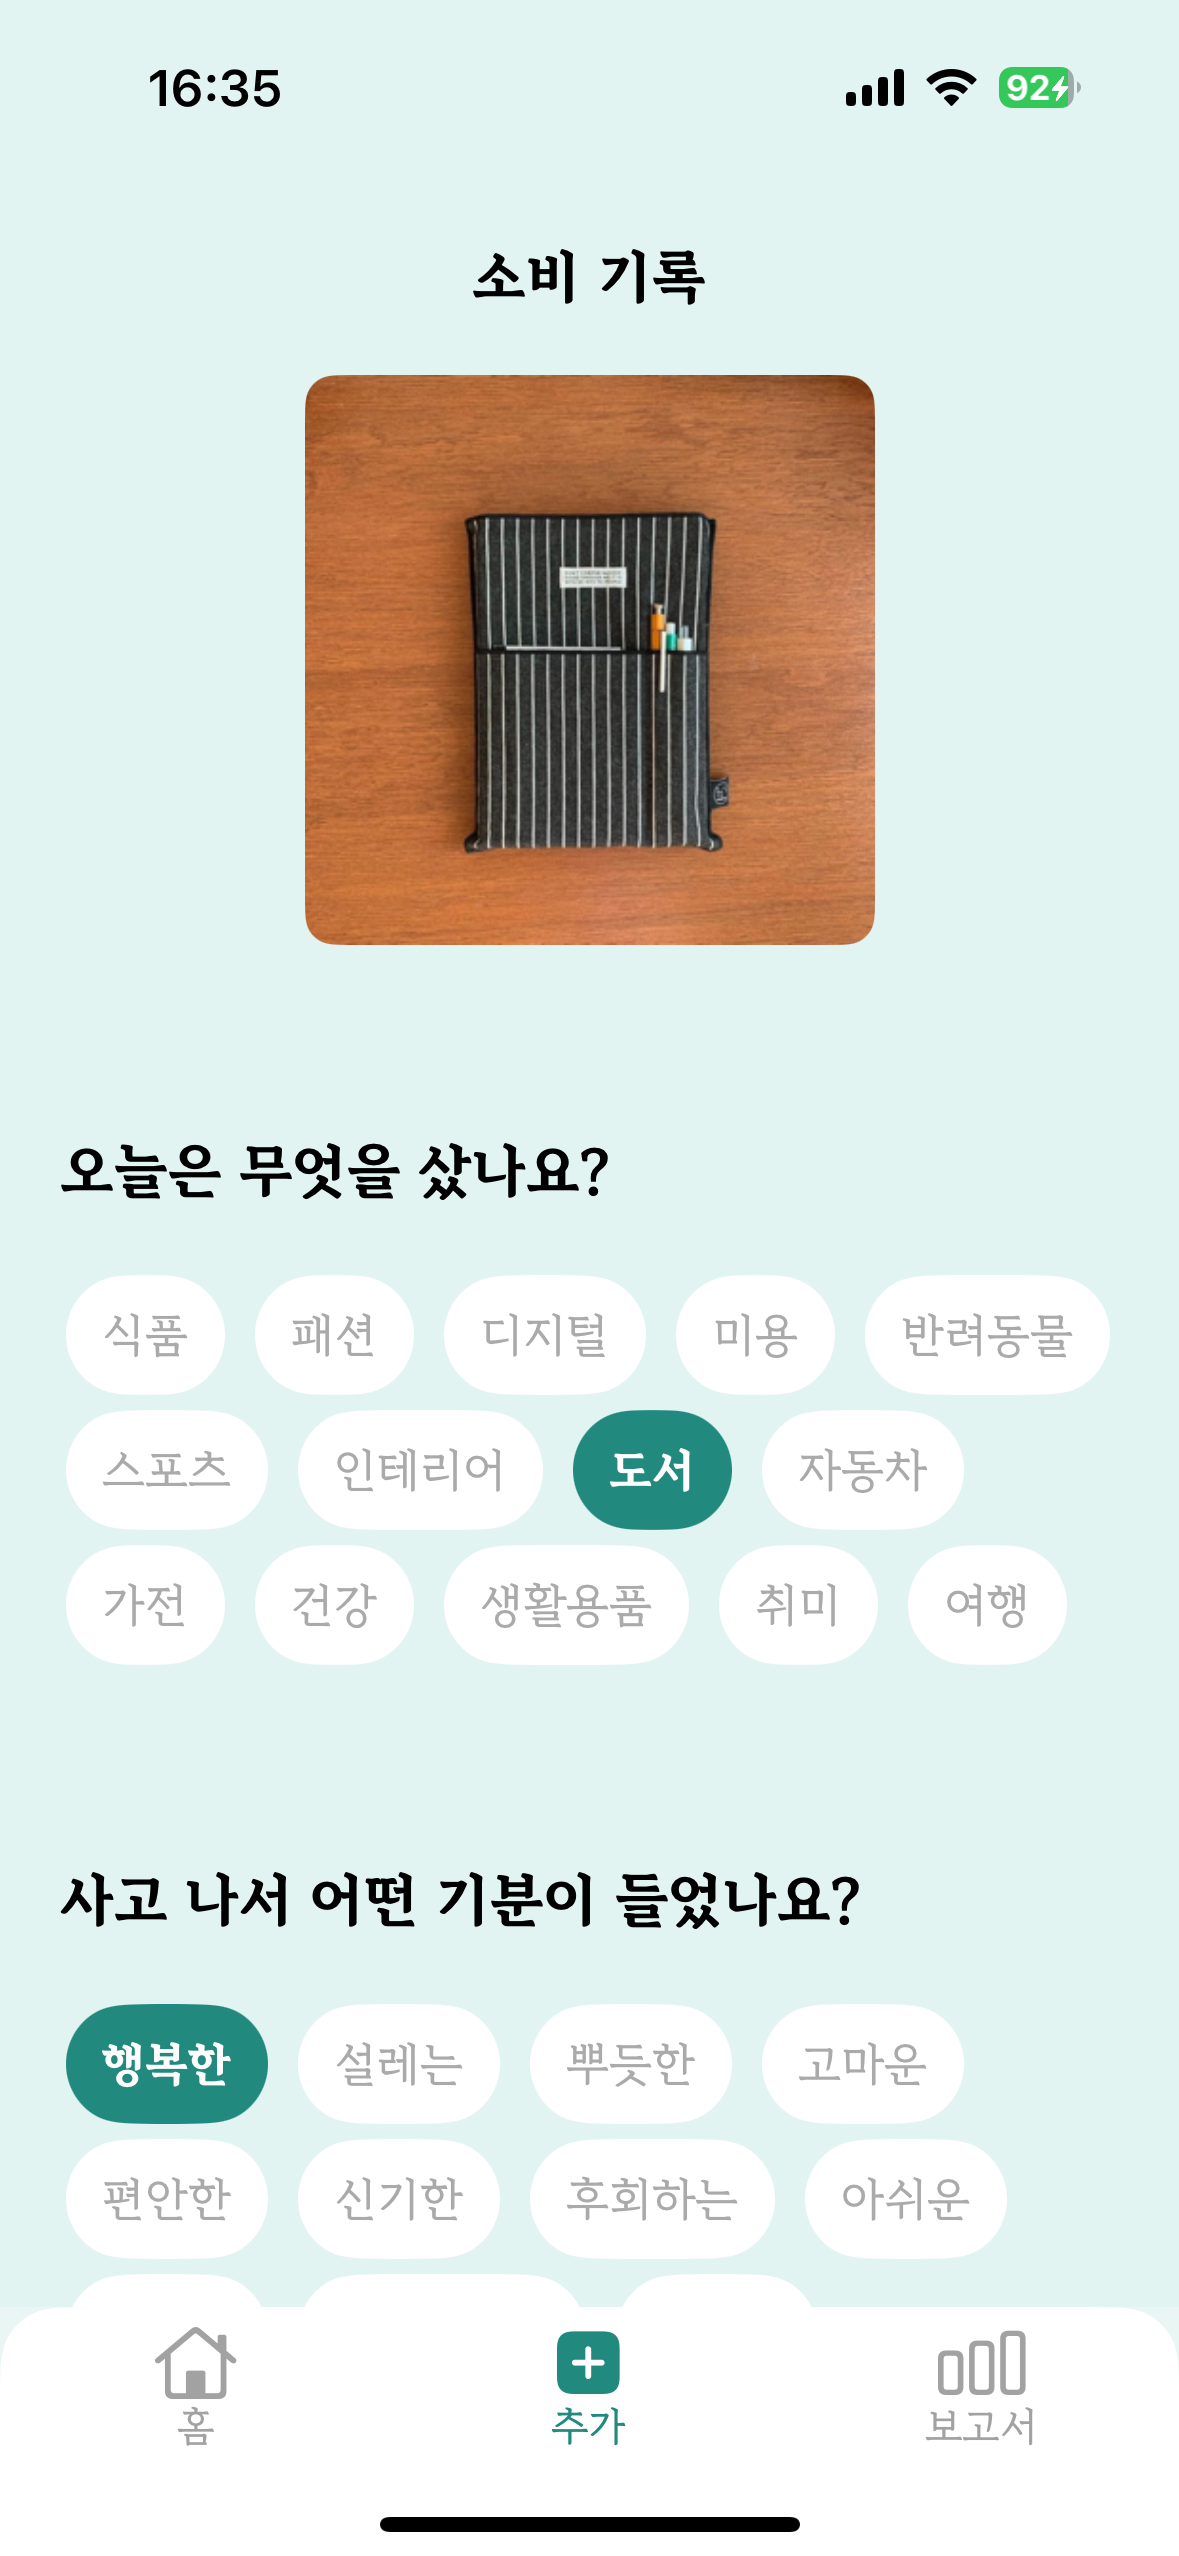 16:35
92
소비 기록
오늘은 무엇을 샀나요?
식품 패션 디지털 미용 반려동물
스포츠 인테리어 도서 자동차
가전 건강 생활용품 취미 여행
사고 나서 어떤 기분이 들었나요?
행복한 설레는 뿌듯한 고마운
편안한 신기한 후회하는 아쉬운
홈 추가 보고서